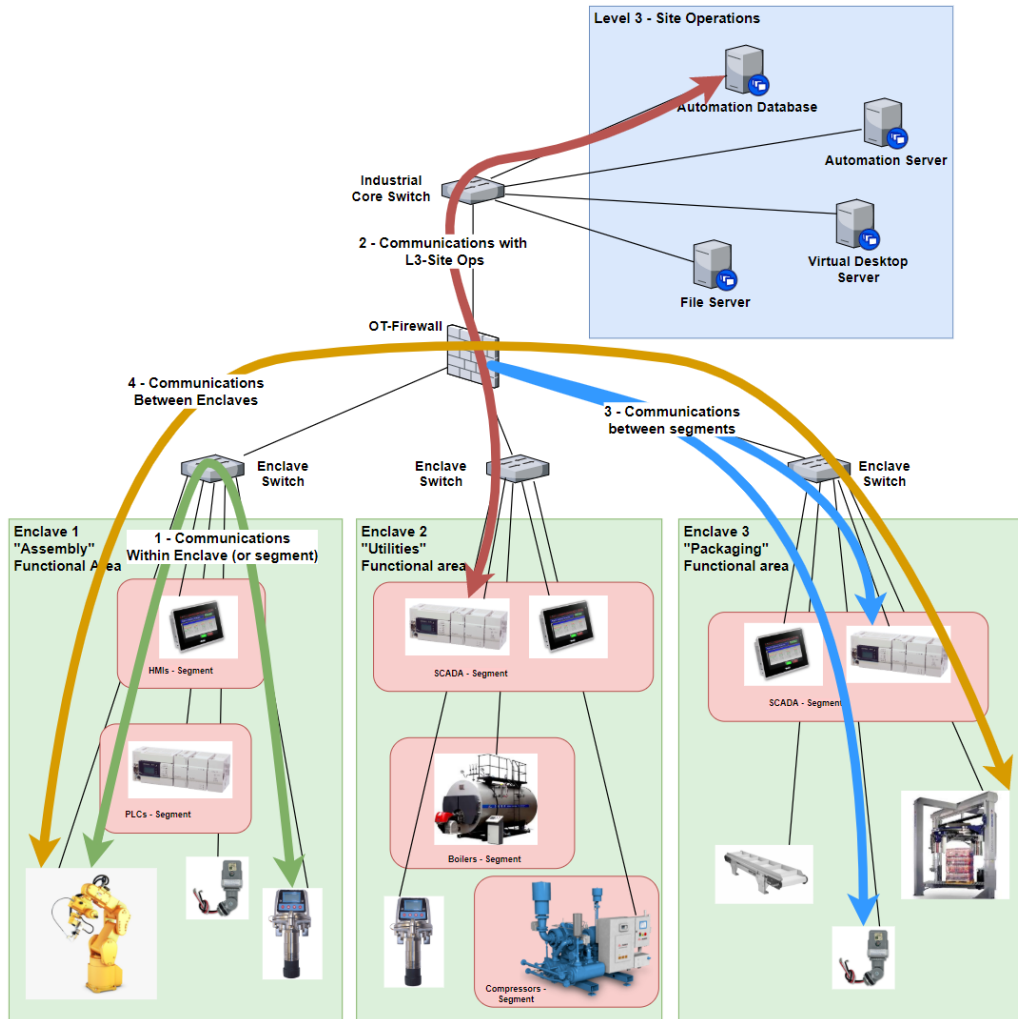 Level 3 - Site Operations
Automation Database
Automation Server
Industrial
Core Switch
2 - Communications with
L3-Site Ops
Virtual Desktop
Server
File Server
OT-Firewall
4 - Communications
Between Enclaves
3 - Communications
between segments
Enclave
Switch
Enclave
Switch
Enclave
Switch
Enclave 1
"Assembly"
Functional Area
1 - Communications
Within Enclave (or segment)
HMIs - Segment
PLCs - Segment
Enclave 2
"Utilities"
Functional area
SCADA - Segment
Boilers - Segment
Compressors -
Segment
Enclave 3
"Packaging"
Functional area
SCADA - Segment